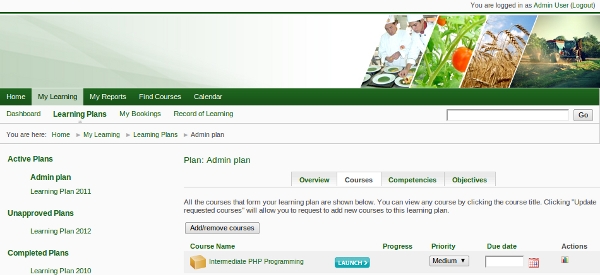 You are logged in as Admin User (Logout)
Home My Learning My Reports Find Courses Calendar
Dashboard Learning Plans My Bookings Record of Learning Go
You are here: Home ► My Learning ► Learning Plans ► Admin plan
Active Plans
Admin plan
Learning Plan 2011
Unapproved Plans
Learning Plan 2012
Completed Plans
Learning Plan 2010
Plan: Admin plan
Overview Courses Competencies Objectives
All the courses that form your learning plan are shown below. You can view any course by clicking the course title. Clicking "Update
requested courses" will allow you to request to add new courses to this learning plan.
Add/remove courses
Course Name Progress Priority Due date Actions
Intermediate PHP Programming LAUNCH Medium